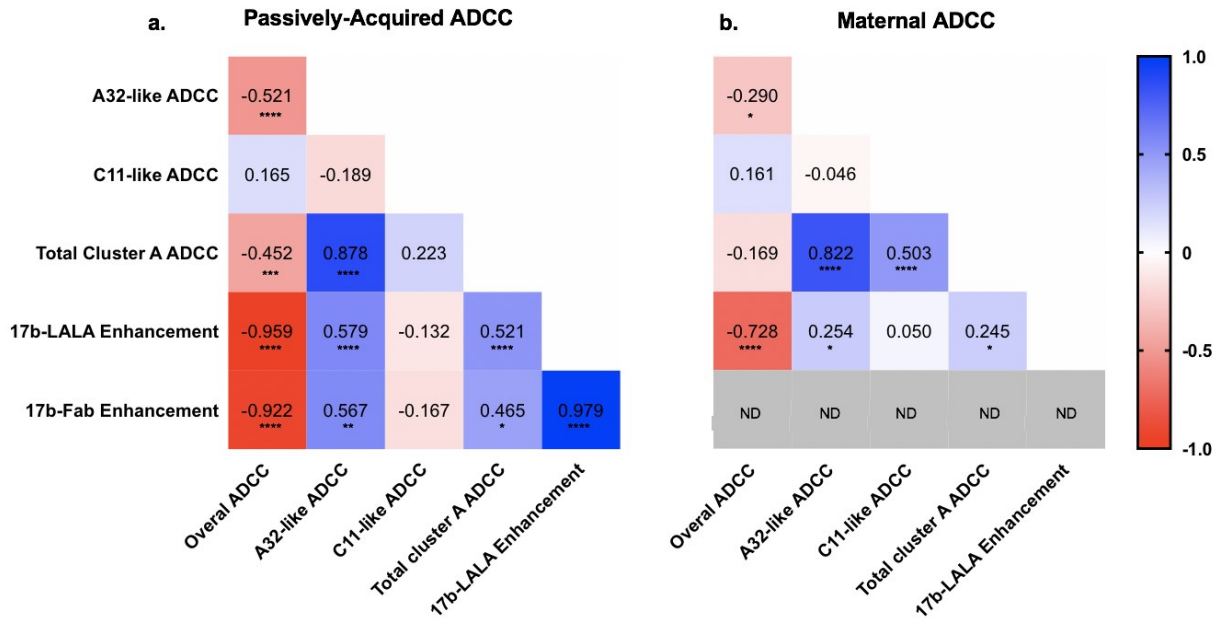 a. Passively-Acquired ADCC
b. Maternal ADCC
A32-like ADCC
-0.521
****
-0.290
*
1.0
C11-like ADCC
0.165 -0.189
0.161 -0.046
0.5
Total Cluster A ADCC
-0.452 0.878 0.223
*** ****
-0.169 0.822 0.503
**** ****
0
17b-LALA Enhancement
-0.959 0.579 -0.132 0.521
**** **** ****
-0.728 0.254 0.050 0.245
**** * *
-0.5
17b-Fab Enhancement
-0.922 0.567 -0.167 0.465 0.979
**** ** * ****
ND ND ND ND ND
-1.0
Overal ADCC
A32-like ADCC
C11-like ADCC
Total cluster A ADCC
17b-LALA Enhancement
Overal ADCC
A32-like ADCC
C11-like ADCC
Total cluster A ADCC
17b-LALA Enhancement